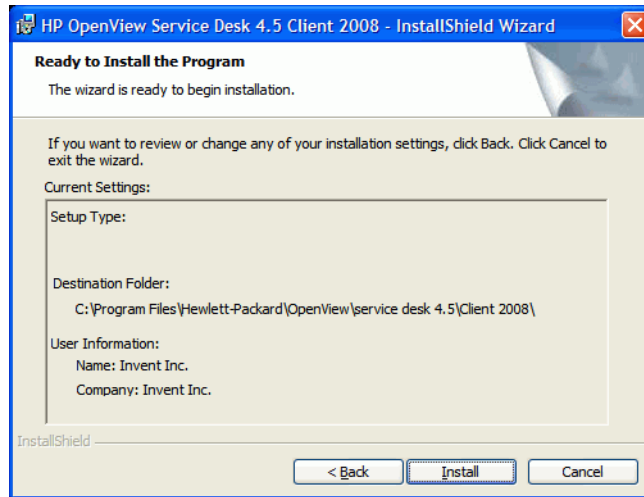 HP OpenView Service Desk 4.5 Client 2008 - InstallShield Wizard
Ready to Install the Program
The wizard is ready to begin installation.
If you want to review or change any of your installation settings, click Back. Click Cancel to
exit the wizard.
Current Settings:
Setup Type:
Destination Folder:
C:\Program Files\Hewlett-Packard\OpenView\service desk 4.5\Client 2008\
User Information:
Name: Invent Inc.
Company: Invent Inc.
InstallShield
< Back
Install
Cancel